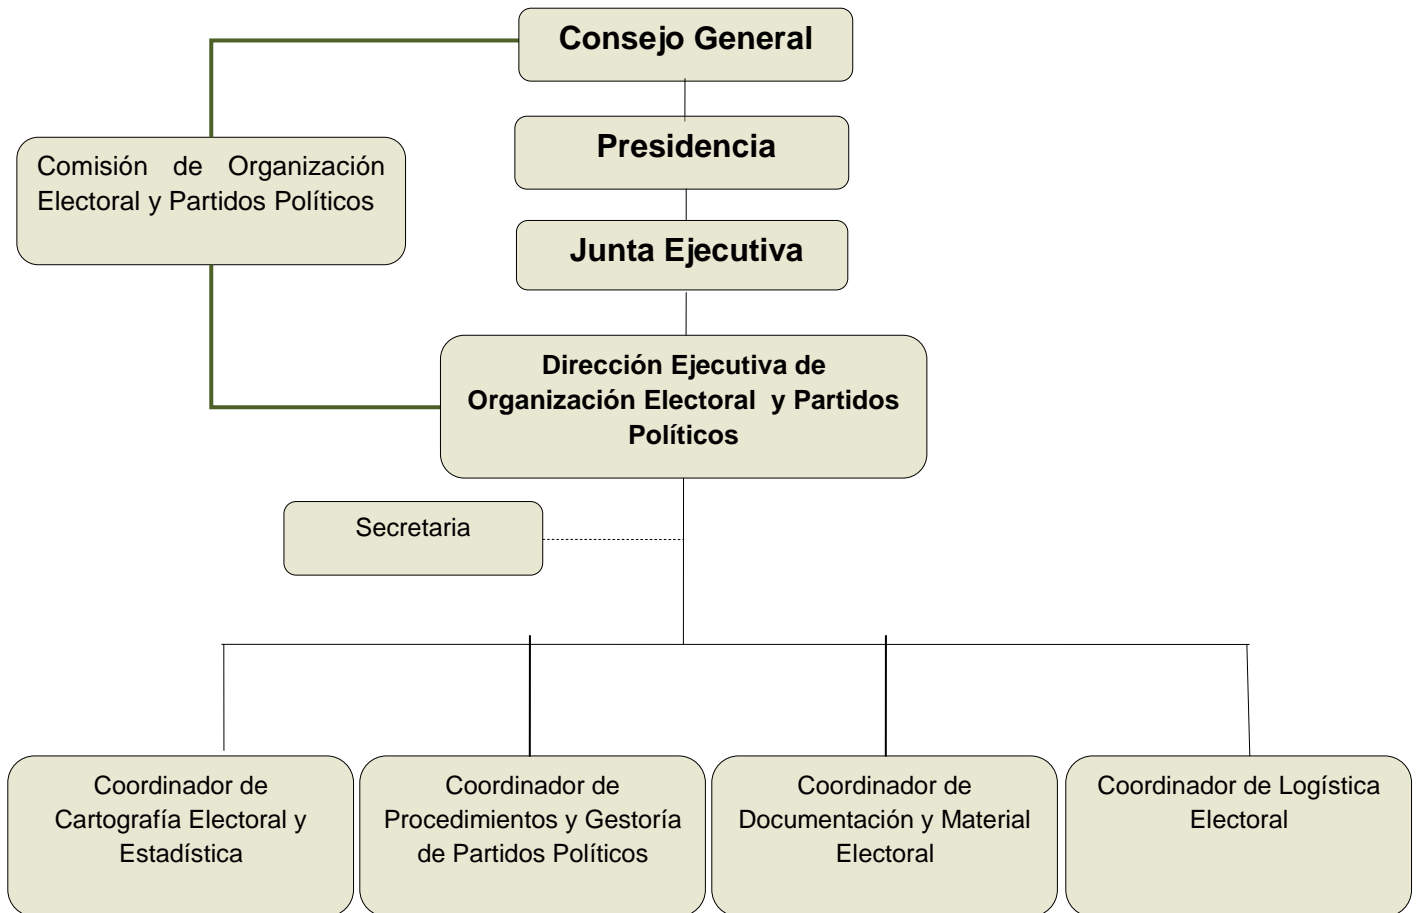 Consejo General
Presidencia
Comisión de Organización
Electoral y Partidos Políticos
Junta Ejecutiva
Dirección Ejecutiva de
Organización Electoral y Partidos
Políticos
Secretaria
Coordinador de
Cartografía Electoral y
Estadística
Coordinador de
Procedimientos y Gestoría
de Partidos Políticos
Coordinador de
Documentación y Material
Electoral
Coordinador de Logística
Electoral